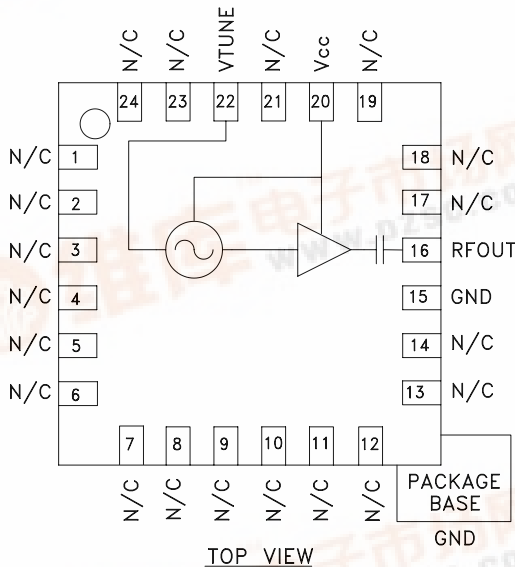 N/C N/C VTUNE N/C Vcc N/C
24 23 22 21 20 19
N/C 1
N/C 2
N/C 3
N/C 4
N/C 5
N/C 6
18 N/C
17 N/C
16 RFOUT
15 GND
14 N/C
13 N/C
7 8 9 10 11 12
N/C N/C N/C N/C N/C N/C
PACKAGE
BASE
GND
TOP VIEW